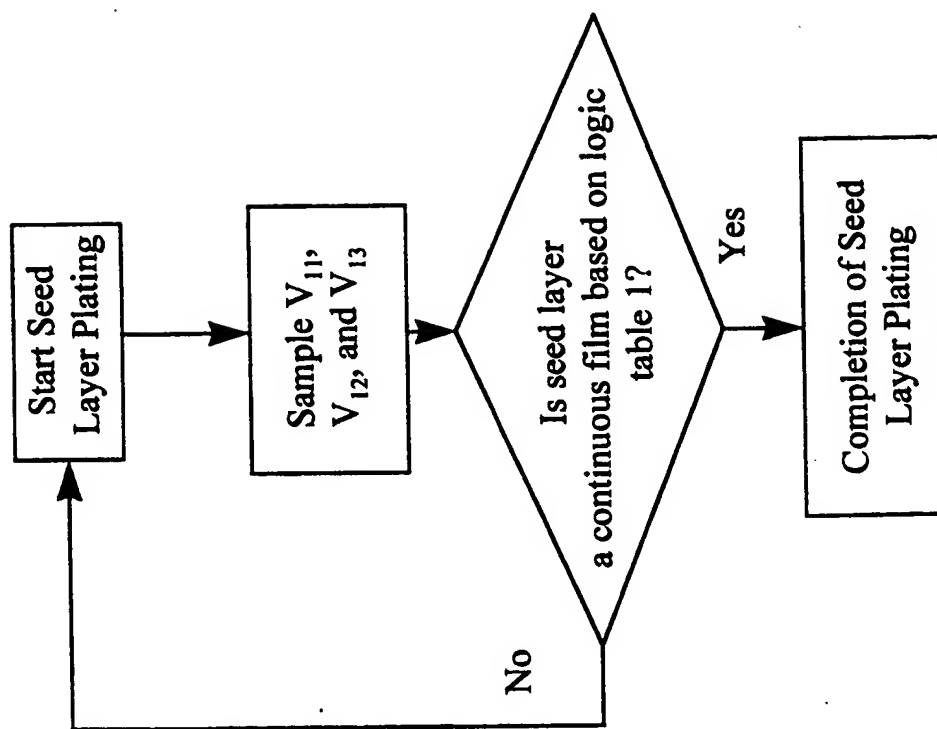 Start Seed
Layer Plating
Sample V₁₁,
V₁₂, and V₁₃
Is seed layer
a continuous film based on logic
table 1?
No
Yes
Completion of Seed
Layer Plating